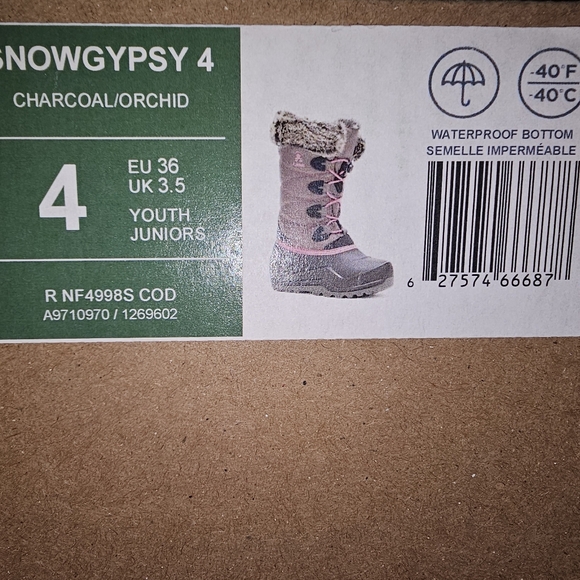 SNOWGYPSY 4
CHARCOAL/ORCHID
4
EU 36
UK 3.5
YOUTH
JUNIORS
R NF4998S COD
A9710970 / 1269602
-40°F
-40°C
WATERPROOF BOTTOM
SEMELLE IMPERMÉABLE
6 27574 66687